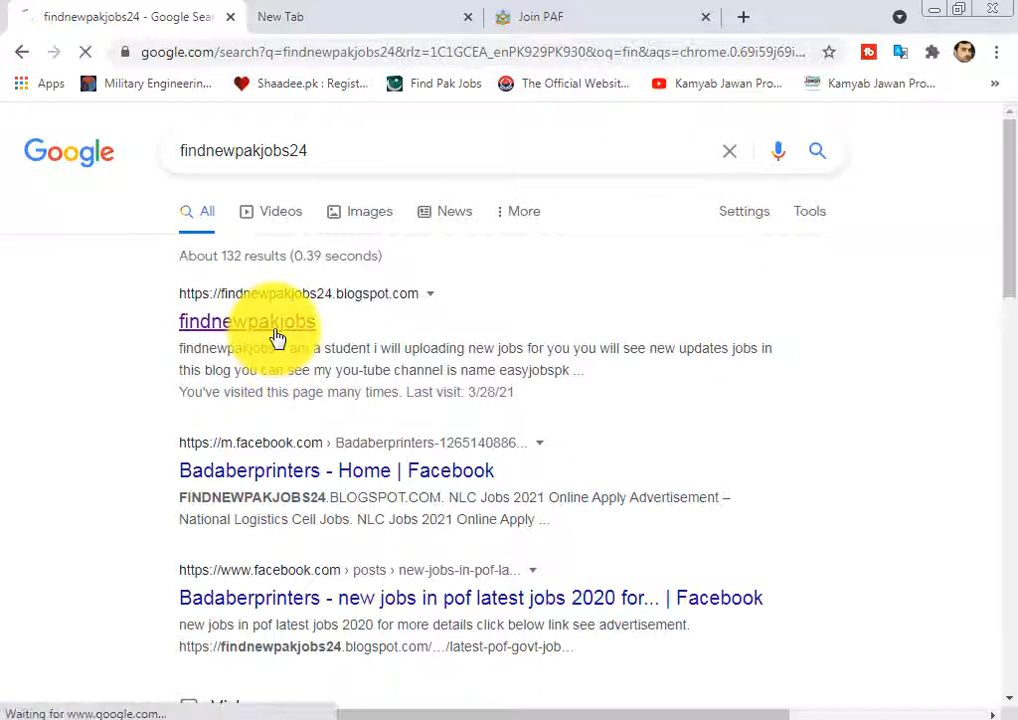 findnewpakjobs24 - Google Sea
New Tab
Join PAF
google.com/search?q=findnewpakjobs24&rlz=1C1GCEA_enPK929PK930&oq=fin&aqs=chrome.0.69i59j69i...
Apps
Military Engineerin...
Shaadee.pk : Regist...
Find Pak Jobs
The Official Websit...
Kamyab Jawan Pro...
Kamyab Jawan Pro...
Google
findnewpakjobs24
All
Videos
Images
News
More
Settings
Tools
About 132 results (0.39 seconds)
https://findnewpakjobs24.blogspot.com
findnewpakjobs
findnewpakjobs am a student i will uploading new jobs for you you will see new updates jobs in
this blog you can see my you-tube channel is name easyjobspk ...
You've visited this page many times. Last visit: 3/28/21
https://m.facebook.com › Badaberprinters-1265140886...
Badaberprinters - Home | Facebook
FINDNEWPAKJOBS24.BLOGSPOT.COM. NLC Jobs 2021 Online Apply Advertisement –
National Logistics Cell Jobs. NLC Jobs 2021 Online Apply ...
https://www.facebook.com › posts › new-jobs-in-pof-la...
Badaberprinters - new jobs in pof latest jobs 2020 for... | Facebook
new jobs in pof latest jobs 2020 for more details click below link see advertisement.
https://findnewpakjobs24.blogspot.com/.../latest-pof-govt-job...
Waiting for www.google.com...